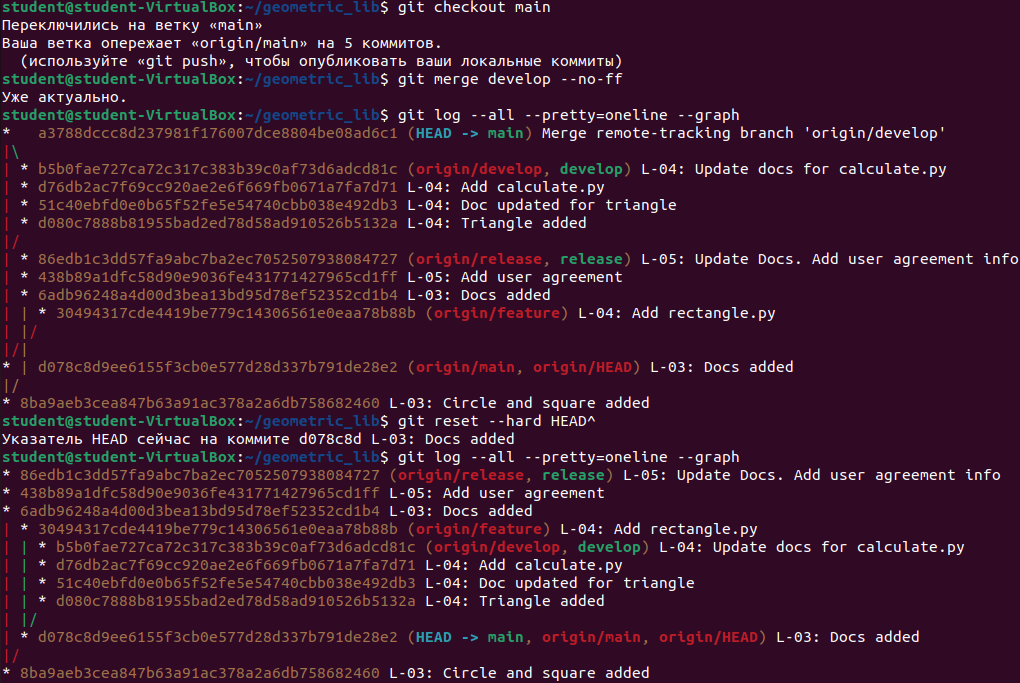 student@student-VirtualBox:~/geometric_lib$ git checkout main
Переключились на ветку «main»
Ваша ветка опережает «origin/main» на 5 коммитов.
  (используйте «git push», чтобы опубликовать ваши локальные коммиты)
student@student-VirtualBox:~/geometric_lib$ git merge develop --no-ff
Уже актуально.
student@student-VirtualBox:~/geometric_lib$ git log --all --pretty=oneline --graph
*   a3788dccc8d237981f176007dce8804be08ad6c1 (HEAD -> main) Merge remote-tracking branch 'origin/develop'
|\
| * b5b0fae727ca72c317c383b39c0af73d6adcd81c (origin/develop, develop) L-04: Update docs for calculate.py
| * d76db2ac7f69cc920ae2e6f669fb0671a7fa7d71 L-04: Add calculate.py
| * 51c40ebfd0e0b65f52fe5e54740cbb038e492db3 L-04: Doc updated for triangle
| * d080c7888b81955bad2ed78d58ad910526b5132a L-04: Triangle added
|/
| * 86edb1c3dd57fa9abc7ba2ec7052507938084727 (origin/release, release) L-05: Update Docs. Add user agreement info
| * 438b89a1dfc58d90e9036fe431771427965cd1ff L-05: Add user agreement
| * 6adb96248a4d00d3bea13bd95d78ef52352cd1b4 L-03: Docs added
| | * 30494317cde4419be779c14306561e0eaa78b88b (origin/feature) L-04: Add rectangle.py
| |/
|/|
* | d078c8d9ee6155f3cb0e577d28d337b791de28e2 (origin/main, origin/HEAD) L-03: Docs added
|/
* 8ba9aeb3cea847b63a91ac378a2a6db758682460 L-03: Circle and square added
student@student-VirtualBox:~/geometric_lib$ git reset --hard HEAD^
Указатель HEAD сейчас на коммите d078c8d L-03: Docs added
student@student-VirtualBox:~/geometric_lib$ git log --all --pretty=oneline --graph
* 86edb1c3dd57fa9abc7ba2ec7052507938084727 (origin/release, release) L-05: Update Docs. Add user agreement info
* 438b89a1dfc58d90e9036fe431771427965cd1ff L-05: Add user agreement
* 6adb96248a4d00d3bea13bd95d78ef52352cd1b4 L-03: Docs added
| * 30494317cde4419be779c14306561e0eaa78b88b (origin/feature) L-04: Add rectangle.py
| | * b5b0fae727ca72c317c383b39c0af73d6adcd81c (origin/develop, develop) L-04: Update docs for calculate.py
| | * d76db2ac7f69cc920ae2e6f669fb0671a7fa7d71 L-04: Add calculate.py
| | * 51c40ebfd0e0b65f52fe5e54740cbb038e492db3 L-04: Doc updated for triangle
| | * d080c7888b81955bad2ed78d58ad910526b5132a L-04: Triangle added
| |/
| * d078c8d9ee6155f3cb0e577d28d337b791de28e2 (HEAD -> main, origin/main, origin/HEAD) L-03: Docs added
|/
* 8ba9aeb3cea847b63a91ac378a2a6db758682460 L-03: Circle and square added